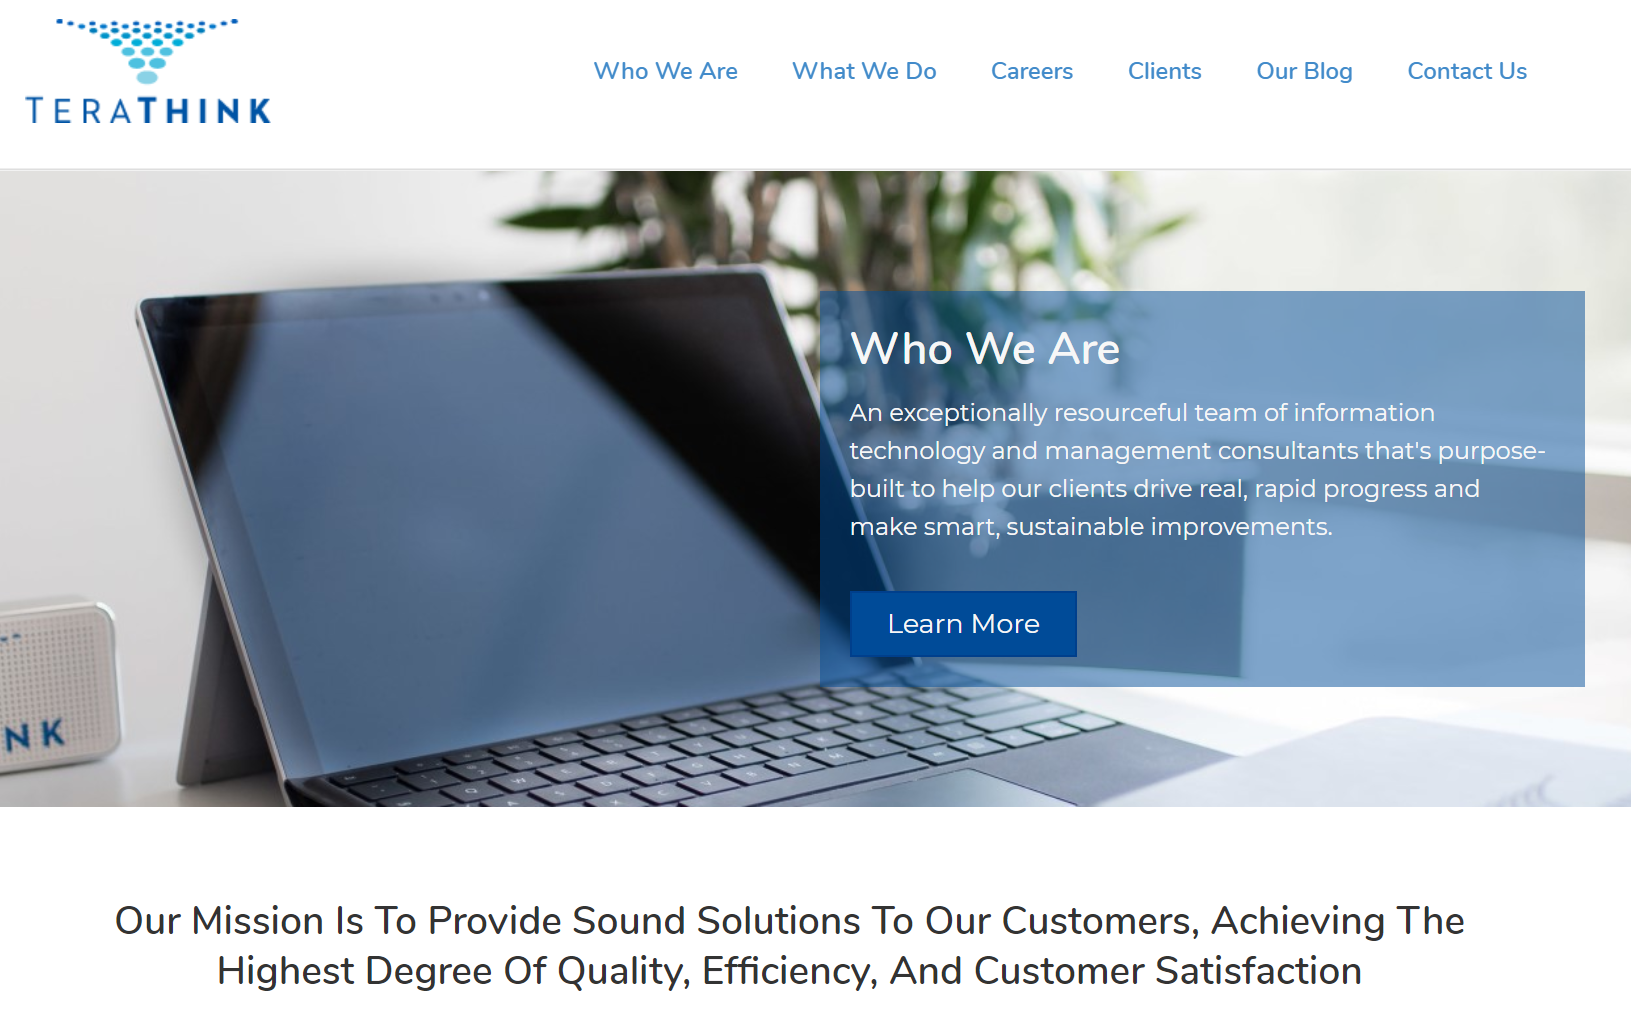 TERATHINK
Who We Are
What We Do
Careers
Clients
Our Blog
Contact Us
Who We Are
An exceptionally resourceful team of information
technology and management consultants that's purpose-
built to help our clients drive real, rapid progress and
make smart, sustainable improvements.
Learn More
NK
Our Mission Is To Provide Sound Solutions To Our Customers, Achieving The
Highest Degree Of Quality, Efficiency, And Customer Satisfaction